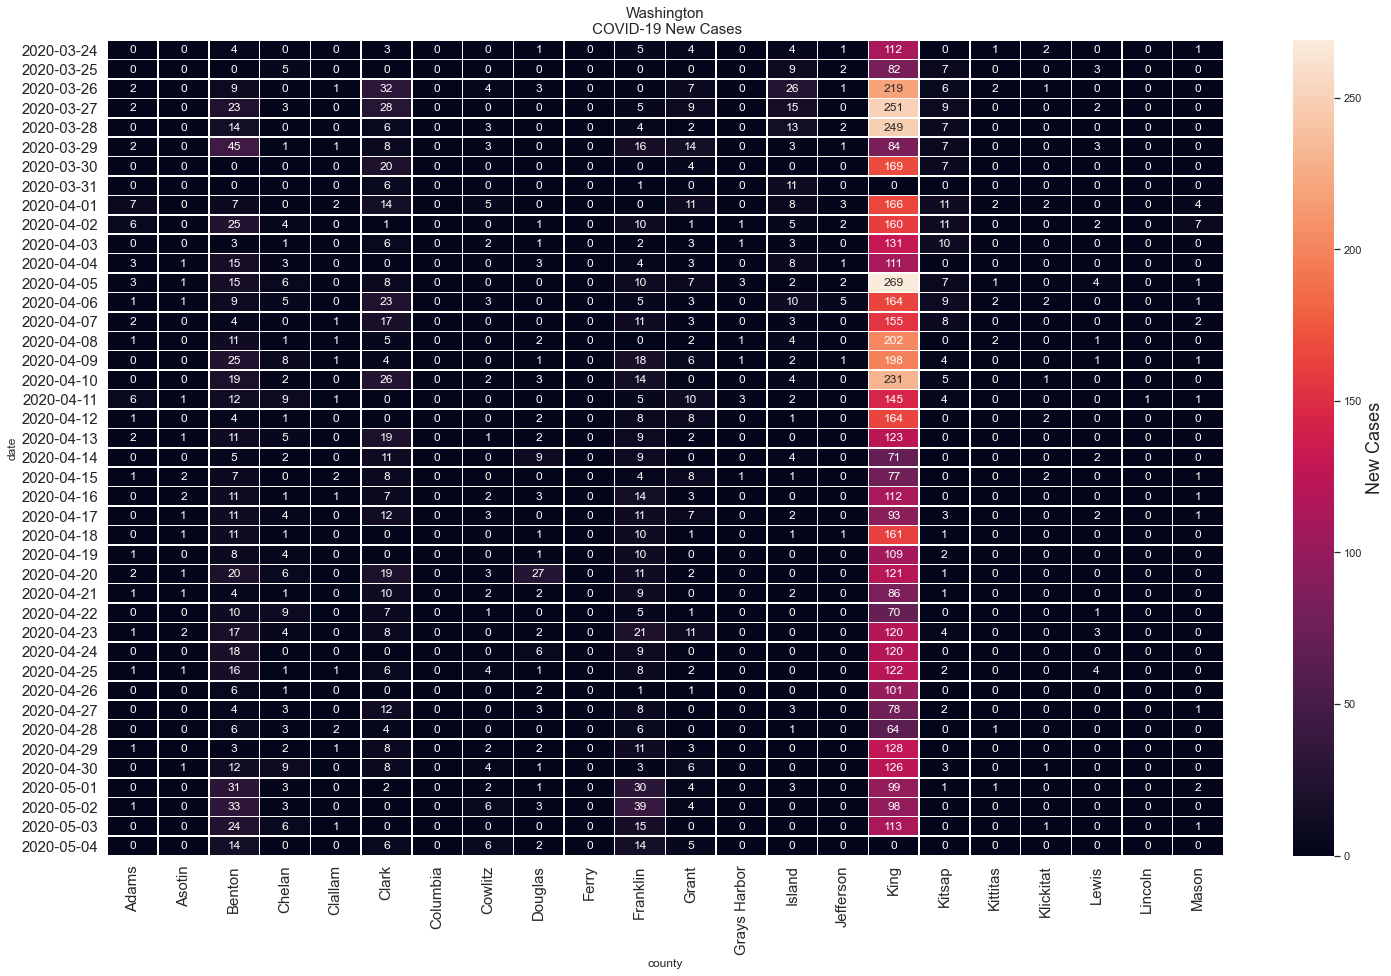 Washington
COVID-19 New Cases
2020-03-24 0 0 4 0 0 3 0 0 1 0 5 4 0 4 1 112 0 1 2 0 0 1
2020-03-25 0 0 0 5 0 0 0 0 0 0 0 0 0 9 2 82 7 0 0 3 0 0
2020-03-26 2 0 9 0 1 32 0 4 3 0 0 7 0 26 1 219 6 2 1 0 0 0
2020-03-27 2 0 23 3 0 28 0 0 0 0 5 9 0 15 0 251 9 0 0 2 0 0
2020-03-28 0 0 14 0 0 6 0 3 0 0 4 2 0 13 2 249 7 0 0 0 0 0
2020-03-29 2 0 45 1 1 8 0 3 0 0 16 14 0 3 1 84 7 0 0 3 0 0
2020-03-30 0 0 0 0 0 20 0 0 0 0 0 4 0 0 0 169 7 0 0 0 0 0
2020-03-31 0 0 0 0 0 6 0 0 0 0 1 0 0 11 0 0 0 0 0 0 0 0
2020-04-01 7 0 7 0 2 14 0 5 0 0 0 11 0 8 3 166 11 2 2 0 0 4
2020-04-02 6 0 25 4 0 1 0 0 1 0 10 1 1 5 0 160 11 0 0 2 0 7
2020-04-03 0 0 3 1 0 6 0 2 1 0 2 3 1 3 0 131 10 0 0 0 0 0
2020-04-04 3 1 15 3 0 0 0 0 3 0 4 3 0 8 1 111 0 0 0 0 0 0
2020-04-05 3 1 15 6 0 8 0 0 0 0 10 7 3 2 2 269 7 1 0 4 0 1
2020-04-06 1 1 9 5 0 23 0 3 0 0 5 3 0 10 5 164 9 2 2 0 0 1
2020-04-07 2 0 4 0 1 17 0 0 0 0 11 3 0 3 0 155 8 0 0 0 0 2
2020-04-08 1 0 11 1 1 5 0 0 2 0 0 2 1 4 0 202 0 2 0 1 0 0
2020-04-09 0 0 25 8 1 4 0 0 1 0 18 6 1 2 1 198 4 0 0 1 0 1
2020-04-10 0 0 19 2 0 26 0 2 3 0 14 0 0 4 0 231 5 0 1 0 0 0
2020-04-11 6 1 12 9 1 0 0 0 0 0 5 10 3 2 0 145 4 0 0 0 1 1
2020-04-12 1 0 4 1 0 0 0 0 2 0 8 8 0 1 0 164 0 0 2 0 0 0
2020-04-13 2 1 11 5 0 19 0 1 2 0 9 2 0 0 0 123 0 0 0 0 0 0
2020-04-14 0 0 5 2 0 11 0 0 9 0 9 0 0 4 0 71 0 0 0 2 0 0
2020-04-15 1 2 7 0 2 8 0 0 0 0 4 8 1 1 0 77 0 0 2 0 0 1
2020-04-16 0 2 11 1 1 7 0 2 3 0 14 3 0 0 0 112 0 0 0 0 0 1
2020-04-17 0 1 11 4 0 12 0 3 0 0 11 7 0 2 0 93 3 0 0 2 0 1
2020-04-18 0 1 11 1 0 0 0 0 1 0 10 1 0 1 1 161 1 0 0 0 0 0
2020-04-19 1 0 8 4 0 0 0 0 1 0 10 0 0 0 0 109 2 0 0 0 0 0
2020-04-20 2 1 20 6 0 19 0 3 27 0 11 2 0 0 0 121 1 0 0 0 0 0
2020-04-21 1 1 4 1 0 10 0 2 2 0 9 0 0 2 0 86 1 0 0 0 0 0
2020-04-22 0 0 10 9 0 7 0 1 0 0 5 1 0 0 0 70 0 0 0 1 0 0
2020-04-23 1 2 17 4 0 8 0 0 2 0 21 11 0 0 0 120 4 0 0 3 0 0
2020-04-24 0 0 18 0 0 0 0 0 6 0 9 0 0 0 0 120 0 0 0 0 0 0
2020-04-25 1 1 16 1 1 6 0 4 1 0 8 2 0 0 0 122 2 0 0 4 0 0
2020-04-26 0 0 6 1 0 0 0 0 2 0 1 1 0 0 0 101 0 0 0 0 0 0
2020-04-27 0 0 4 3 0 12 0 0 3 0 8 0 0 3 0 78 2 0 0 0 0 1
2020-04-28 0 0 6 3 2 4 0 0 0 0 6 0 0 1 0 64 0 1 0 0 0 0
2020-04-29 1 0 3 2 1 8 0 2 2 0 11 3 0 0 0 128 0 0 0 0 0 0
2020-04-30 0 1 12 9 0 8 0 4 1 0 3 6 0 0 0 126 3 0 1 0 0 0
2020-05-01 0 0 31 3 0 2 0 2 1 0 30 4 0 3 0 99 1 1 0 0 0 2
2020-05-02 1 0 33 3 0 0 0 6 3 0 39 4 0 0 0 98 0 0 0 0 0 0
2020-05-03 0 0 24 6 1 0 0 0 0 0 15 0 0 0 0 113 0 0 1 0 0 1
2020-05-04 0 0 14 0 0 6 0 6 2 0 14 5 0 0 0 0 0 0 0 0 0 0
date
Adams Asotin Benton Chelan Clallam Clark Columbia Cowlitz Douglas Ferry Franklin Grant Grays Harbor Island Jefferson King Kitsap Kittitas Klickitat Lewis Lincoln Mason
county
250
200
150
100
50
0
New Cases